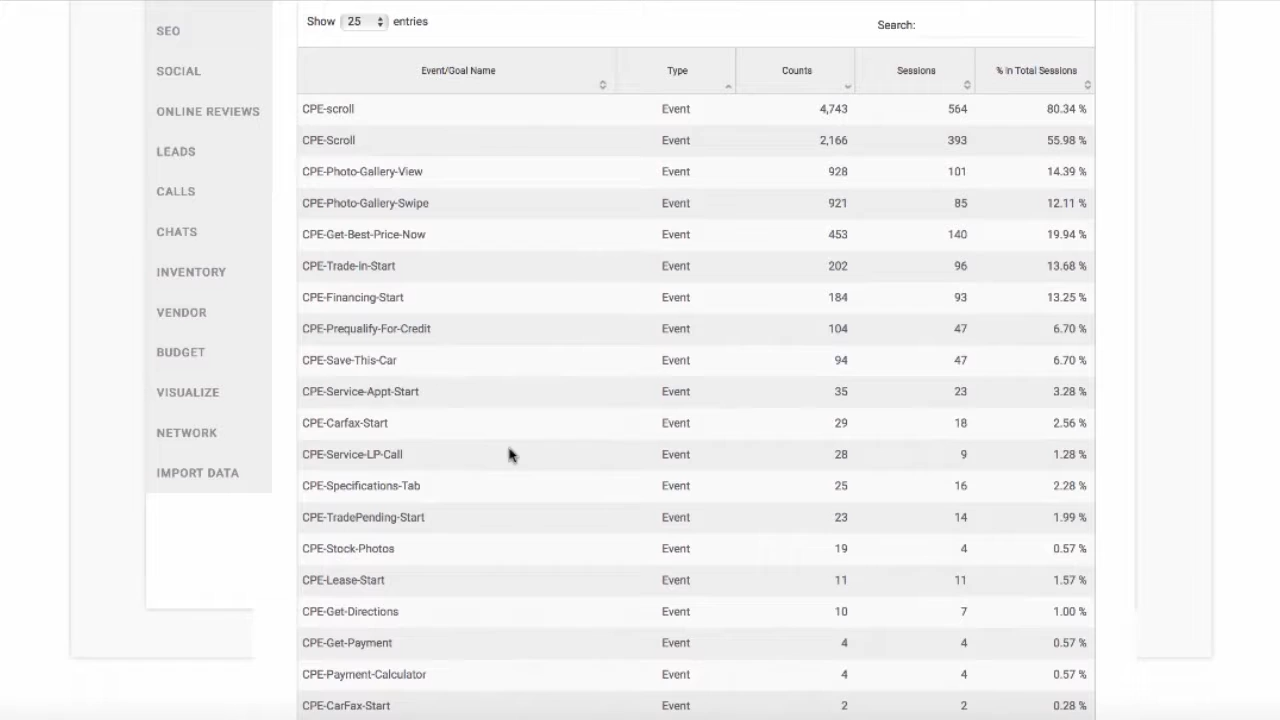 SEO
SOCIAL
ONLINE REVIEWS
LEADS
CALLS
CHATS
INVENTORY
VENDOR
BUDGET
VISUALIZE
NETWORK
IMPORT DATA
Show 25 entries
Search:
Event/Goal Name Type Counts Sessions % In Total Sessions
CPE-scroll Event 4,743 564 80.34 %
CPE-Scroll Event 2,166 393 55.98 %
CPE-Photo-Gallery-View Event 928 101 14.39 %
CPE-Photo-Gallery-Swipe Event 921 85 12.11 %
CPE-Get-Best-Price-Now Event 453 140 19.94 %
CPE-Trade-in-Start Event 202 96 13.68 %
CPE-Financing-Start Event 184 93 13.25 %
CPE-Prequalify-For-Credit Event 104 47 6.70 %
CPE-Save-This-Car Event 94 47 6.70 %
CPE-Service-Appt-Start Event 35 23 3.28 %
CPE-Carfax-Start Event 29 18 2.56 %
CPE-Service-LP-Call Event 28 9 1.28 %
CPE-Specifications-Tab Event 25 16 2.28 %
CPE-TradePending-Start Event 23 14 1.99 %
CPE-Stock-Photos Event 19 4 0.57 %
CPE-Lease-Start Event 11 11 1.57 %
CPE-Get-Directions Event 10 7 1.00 %
CPE-Get-Payment Event 4 4 0.57 %
CPE-Payment-Calculator Event 4 4 0.57 %
CPE-CarFax-Start Event 2 2 0.28 %